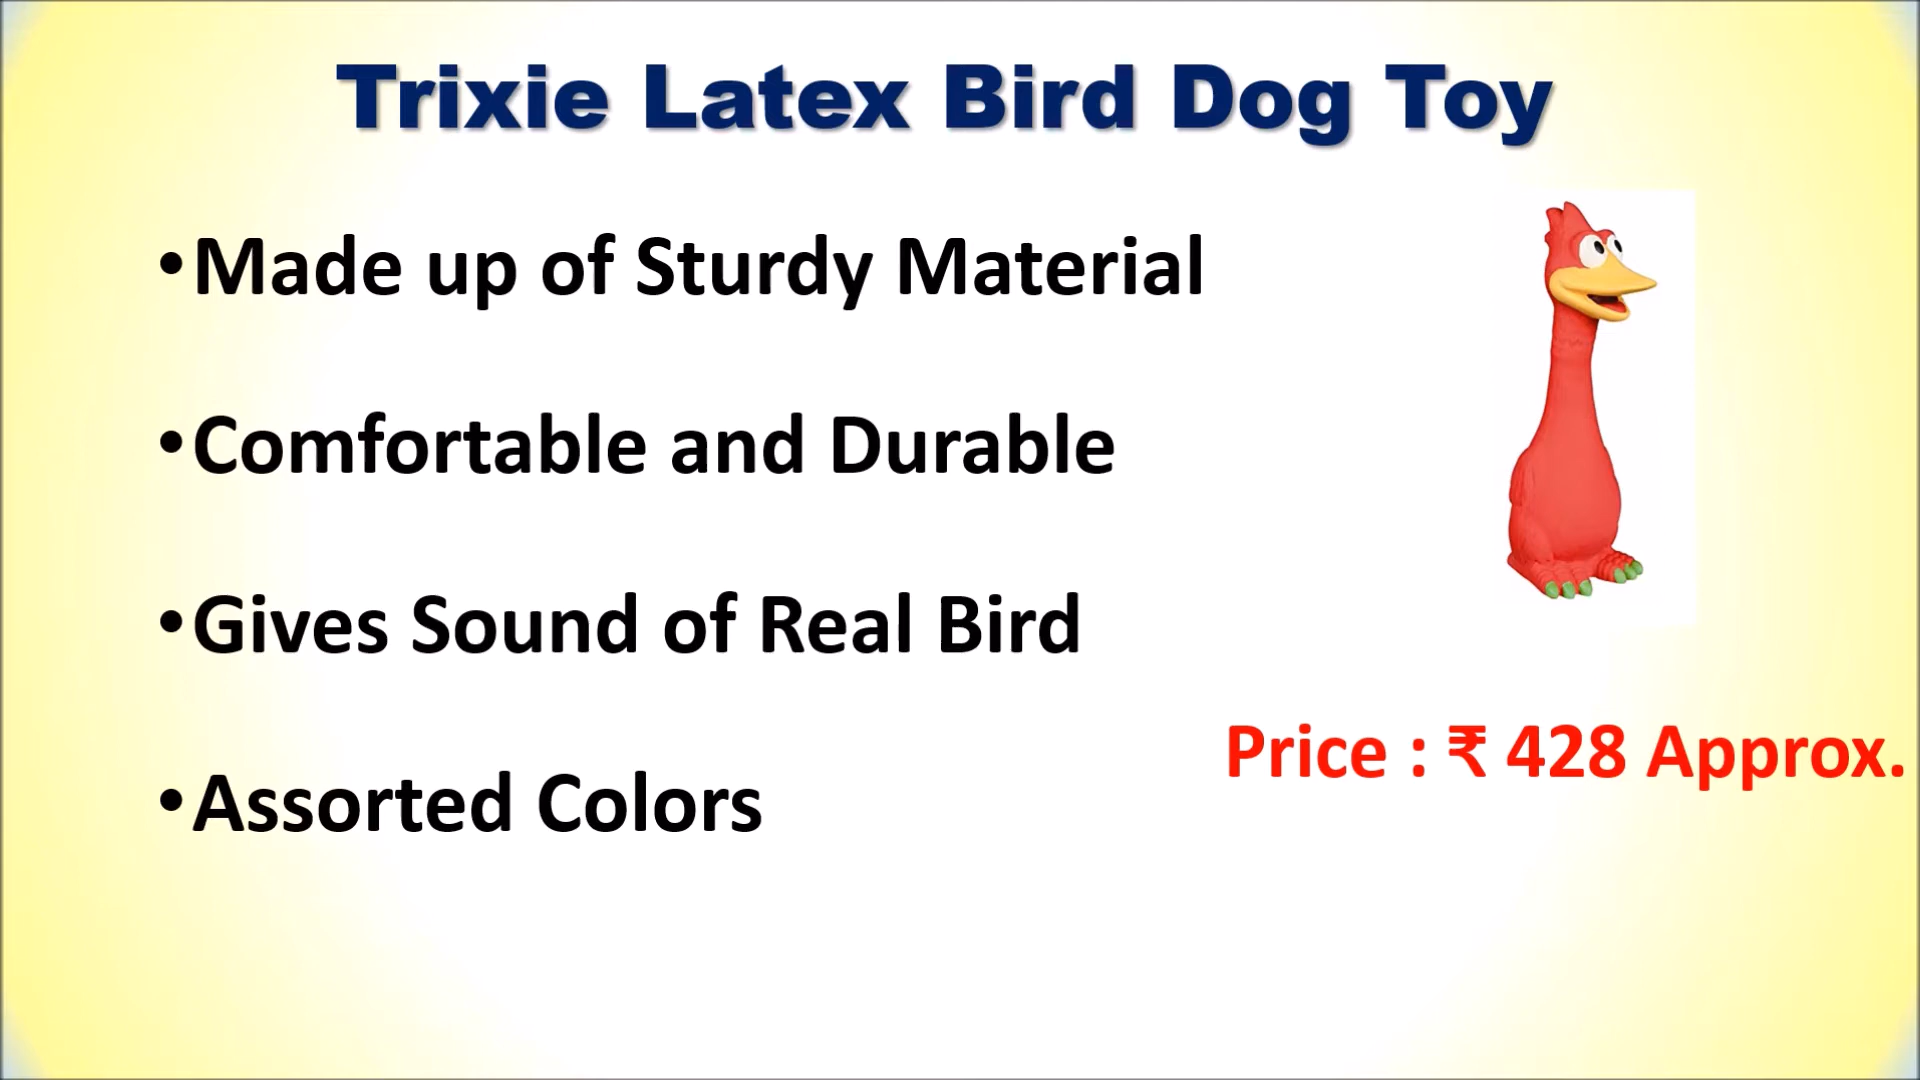 Trixie Latex Bird Dog Toy
•Made up of Sturdy Material
•Comfortable and Durable
•Gives Sound of Real Bird
Price : ₹ 428 Approx.
•Assorted Colors